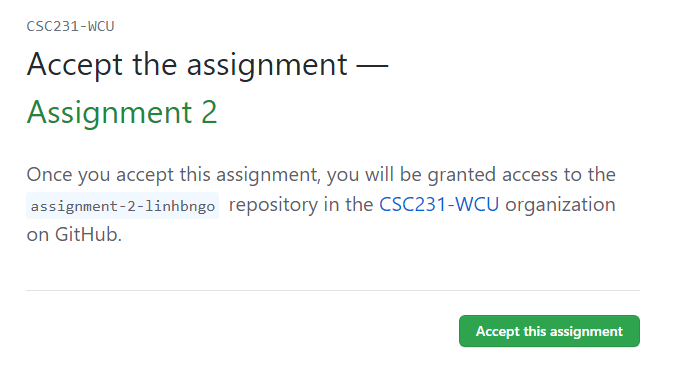 CSC231-WCU
Accept the assignment —
Assignment 2
Once you accept this assignment, you will be granted access to the
assignment-2-linhbngo repository in the CSC231-WCU organization
on GitHub.
Accept this assignment